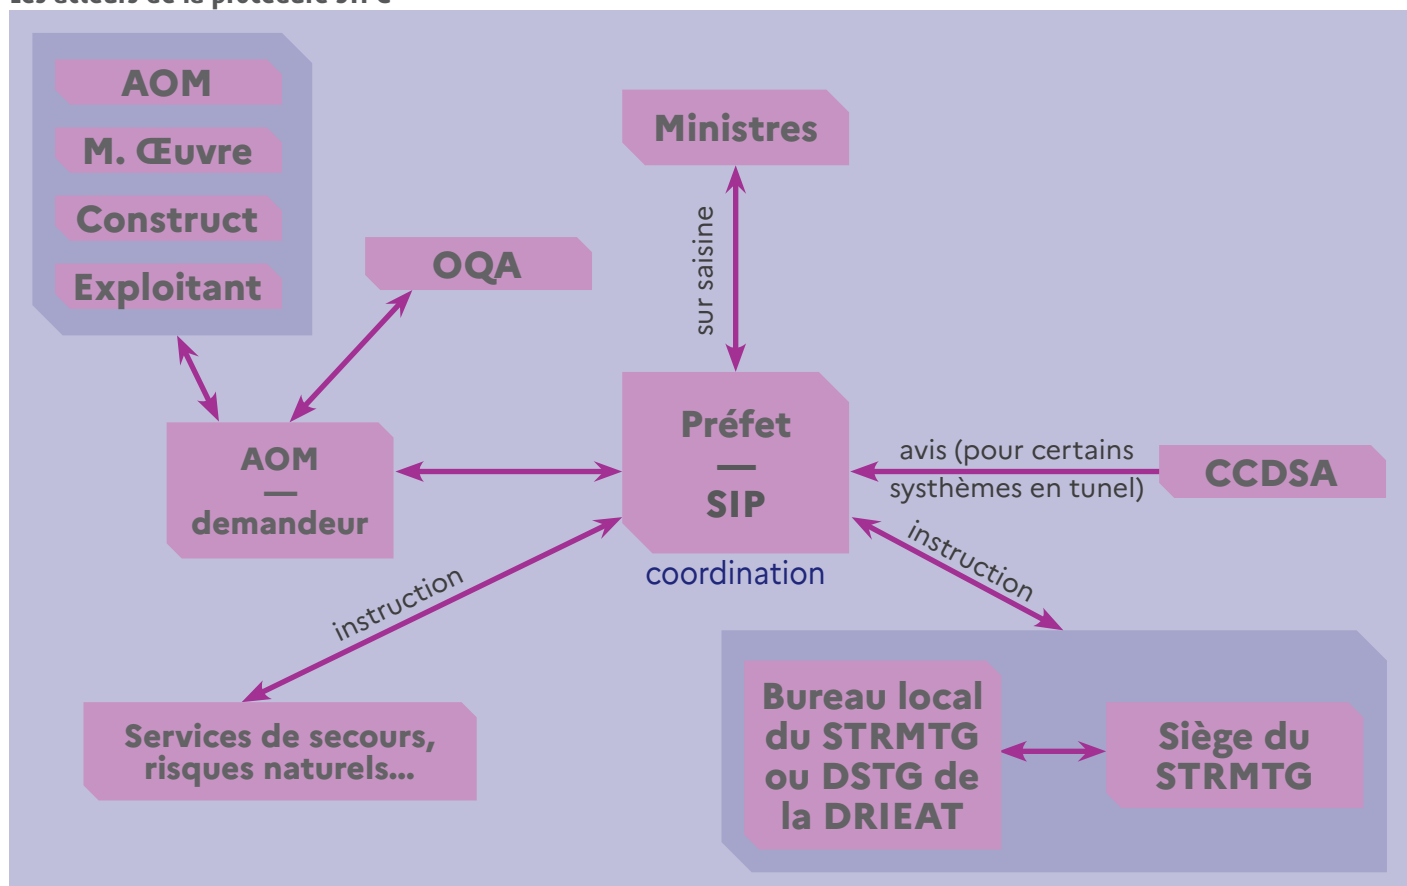 AOM
M. Œuvre
Construct
Exploitant
OQA
Ministres
sur saisine
AOM
—
demandeur
Préfet
—
SIP
coordination
avis (pour certains
systhèmes en tunel)
CCDSA
instruction
instruction
Services de secours,
risques naturels...
Bureau local
du STRMTG
ou DSTG de
la DRIEAT
Siège du
STRMTG